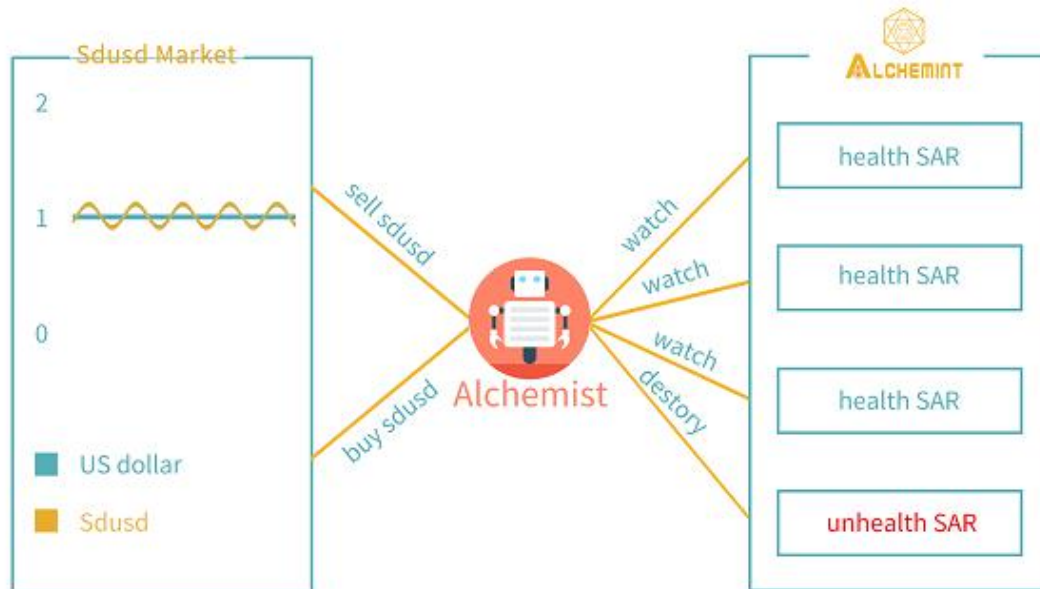 Sdusd Market
2
1
0
US dollar
Sdusd
sell sdusd
buy sdusd
Alchemist
watch
watch
watch
destory
ALCHEMINT
health SAR
health SAR
health SAR
unhealth SAR